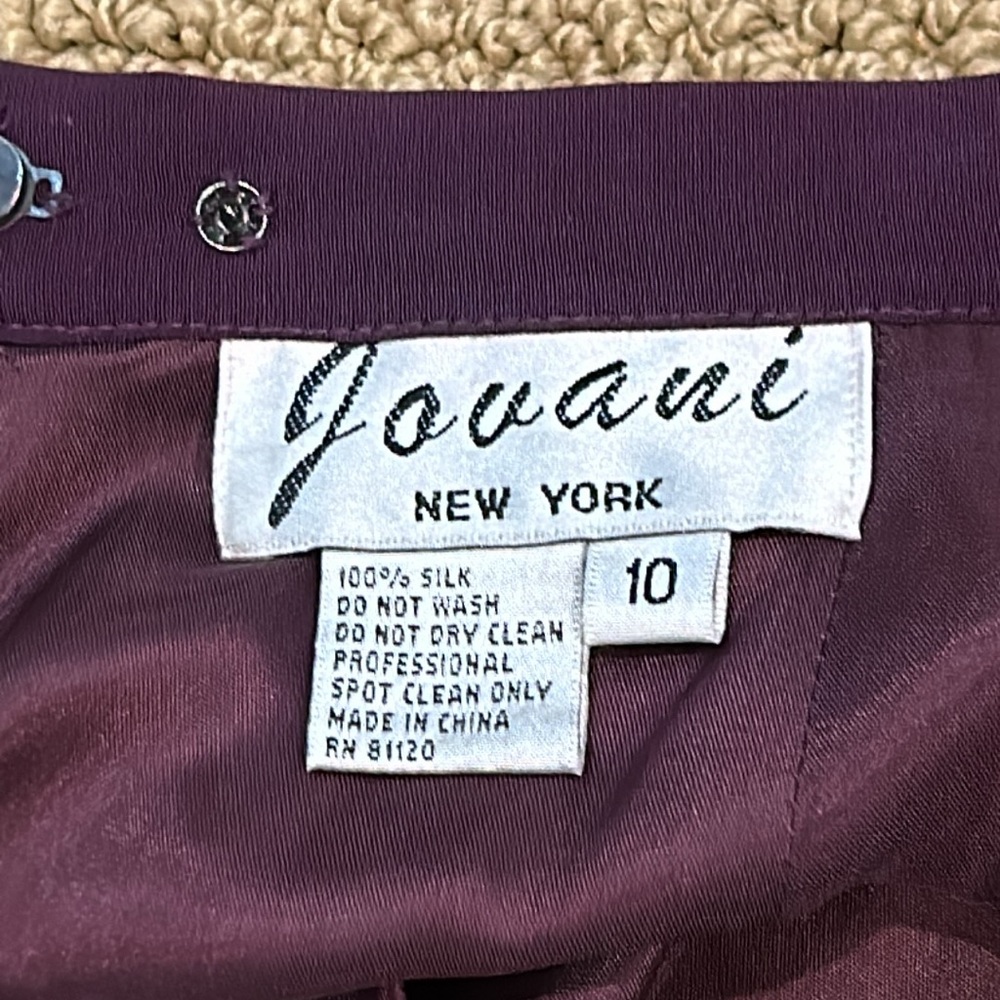 Jovani
NEW YORK
10
100% SILK
DO NOT WASH
DO NOT DRY CLEAN
PROFESSIONAL
SPOT CLEAN ONLY
MADE IN CHINA
RN 81120